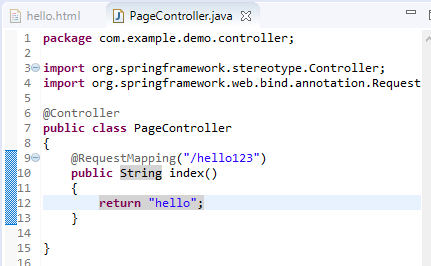 hello.html
PageController.java
1 package com.example.demo.controller;
2
3 import org.springframework.stereotype.Controller;
4 import org.springframework.web.bind.annotation.Request
5
6 @Controller
7 public class PageController
8 {
9 @RequestMapping("/hello123")
10 public String index()
11 {
12 return "hello";
13 }
14
15 }
16